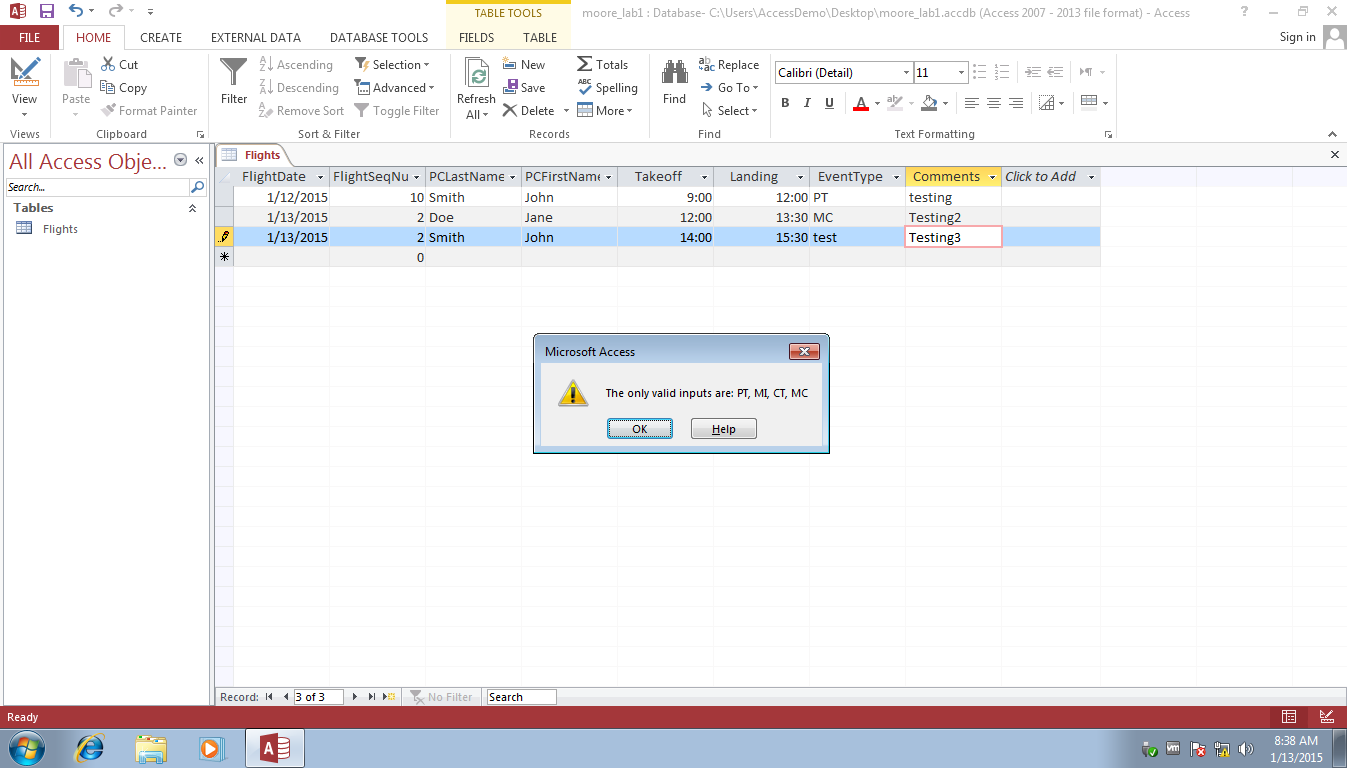 TABLE TOOLS
moore_lab1 : Database- C:\Users\AccessDemo\Desktop\moore_lab1.accdb (Access 2007 - 2013 file format) - Access
FILE HOME CREATE EXTERNAL DATA DATABASE TOOLS FIELDS TABLE Sign in
View
Views
Paste
Cut
Copy
Format Painter
Clipboard
Filter
Ascending
Descending
Remove Sort
Selection
Advanced
Toggle Filter
Sort & Filter
Refresh All
New
Save
Delete
Totals
Spelling
More
Records
Find
Replace
Go To
Select
Find
Calibri (Detail) 11
B I U A
Text Formatting
All Access Obje...
Search...
Tables
Flights
Flights
FlightDate FlightSeqNu PCLastName PCFirstName Takeoff Landing EventType Comments Click to Add
1/12/2015 10 Smith John 9:00 12:00 PT testing
1/13/2015 2 Doe Jane 12:00 13:30 MC Testing2
1/13/2015 2 Smith John 14:00 15:30 test Testing3
0
Microsoft Access
The only valid inputs are: PT, MI, CT, MC
OK Help
Record: 3 of 3 No Filter Search
Ready
8:38 AM
1/13/2015